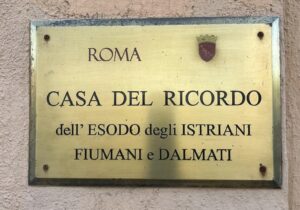 ROMA
CASA DEL RICORDO
dell' ESODO degli ISTRIANI
FIUMANI e DALMATI